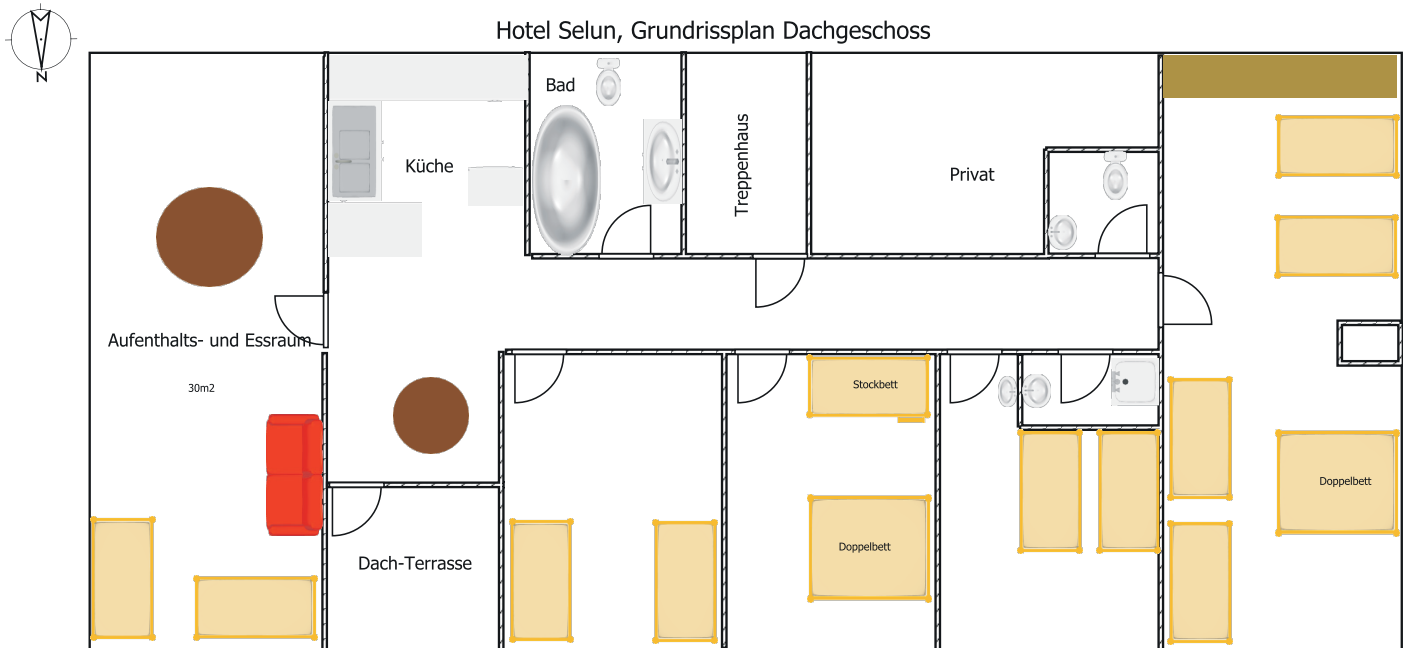 Hotel Selun, Grundrissplan Dachgeschoss
N
Bad
Küche
Treppenhaus
Privat
Aufenthalts- und Essraum
30m2
Stockbett
Doppelbett
Doppelbett
Dach-Terrasse